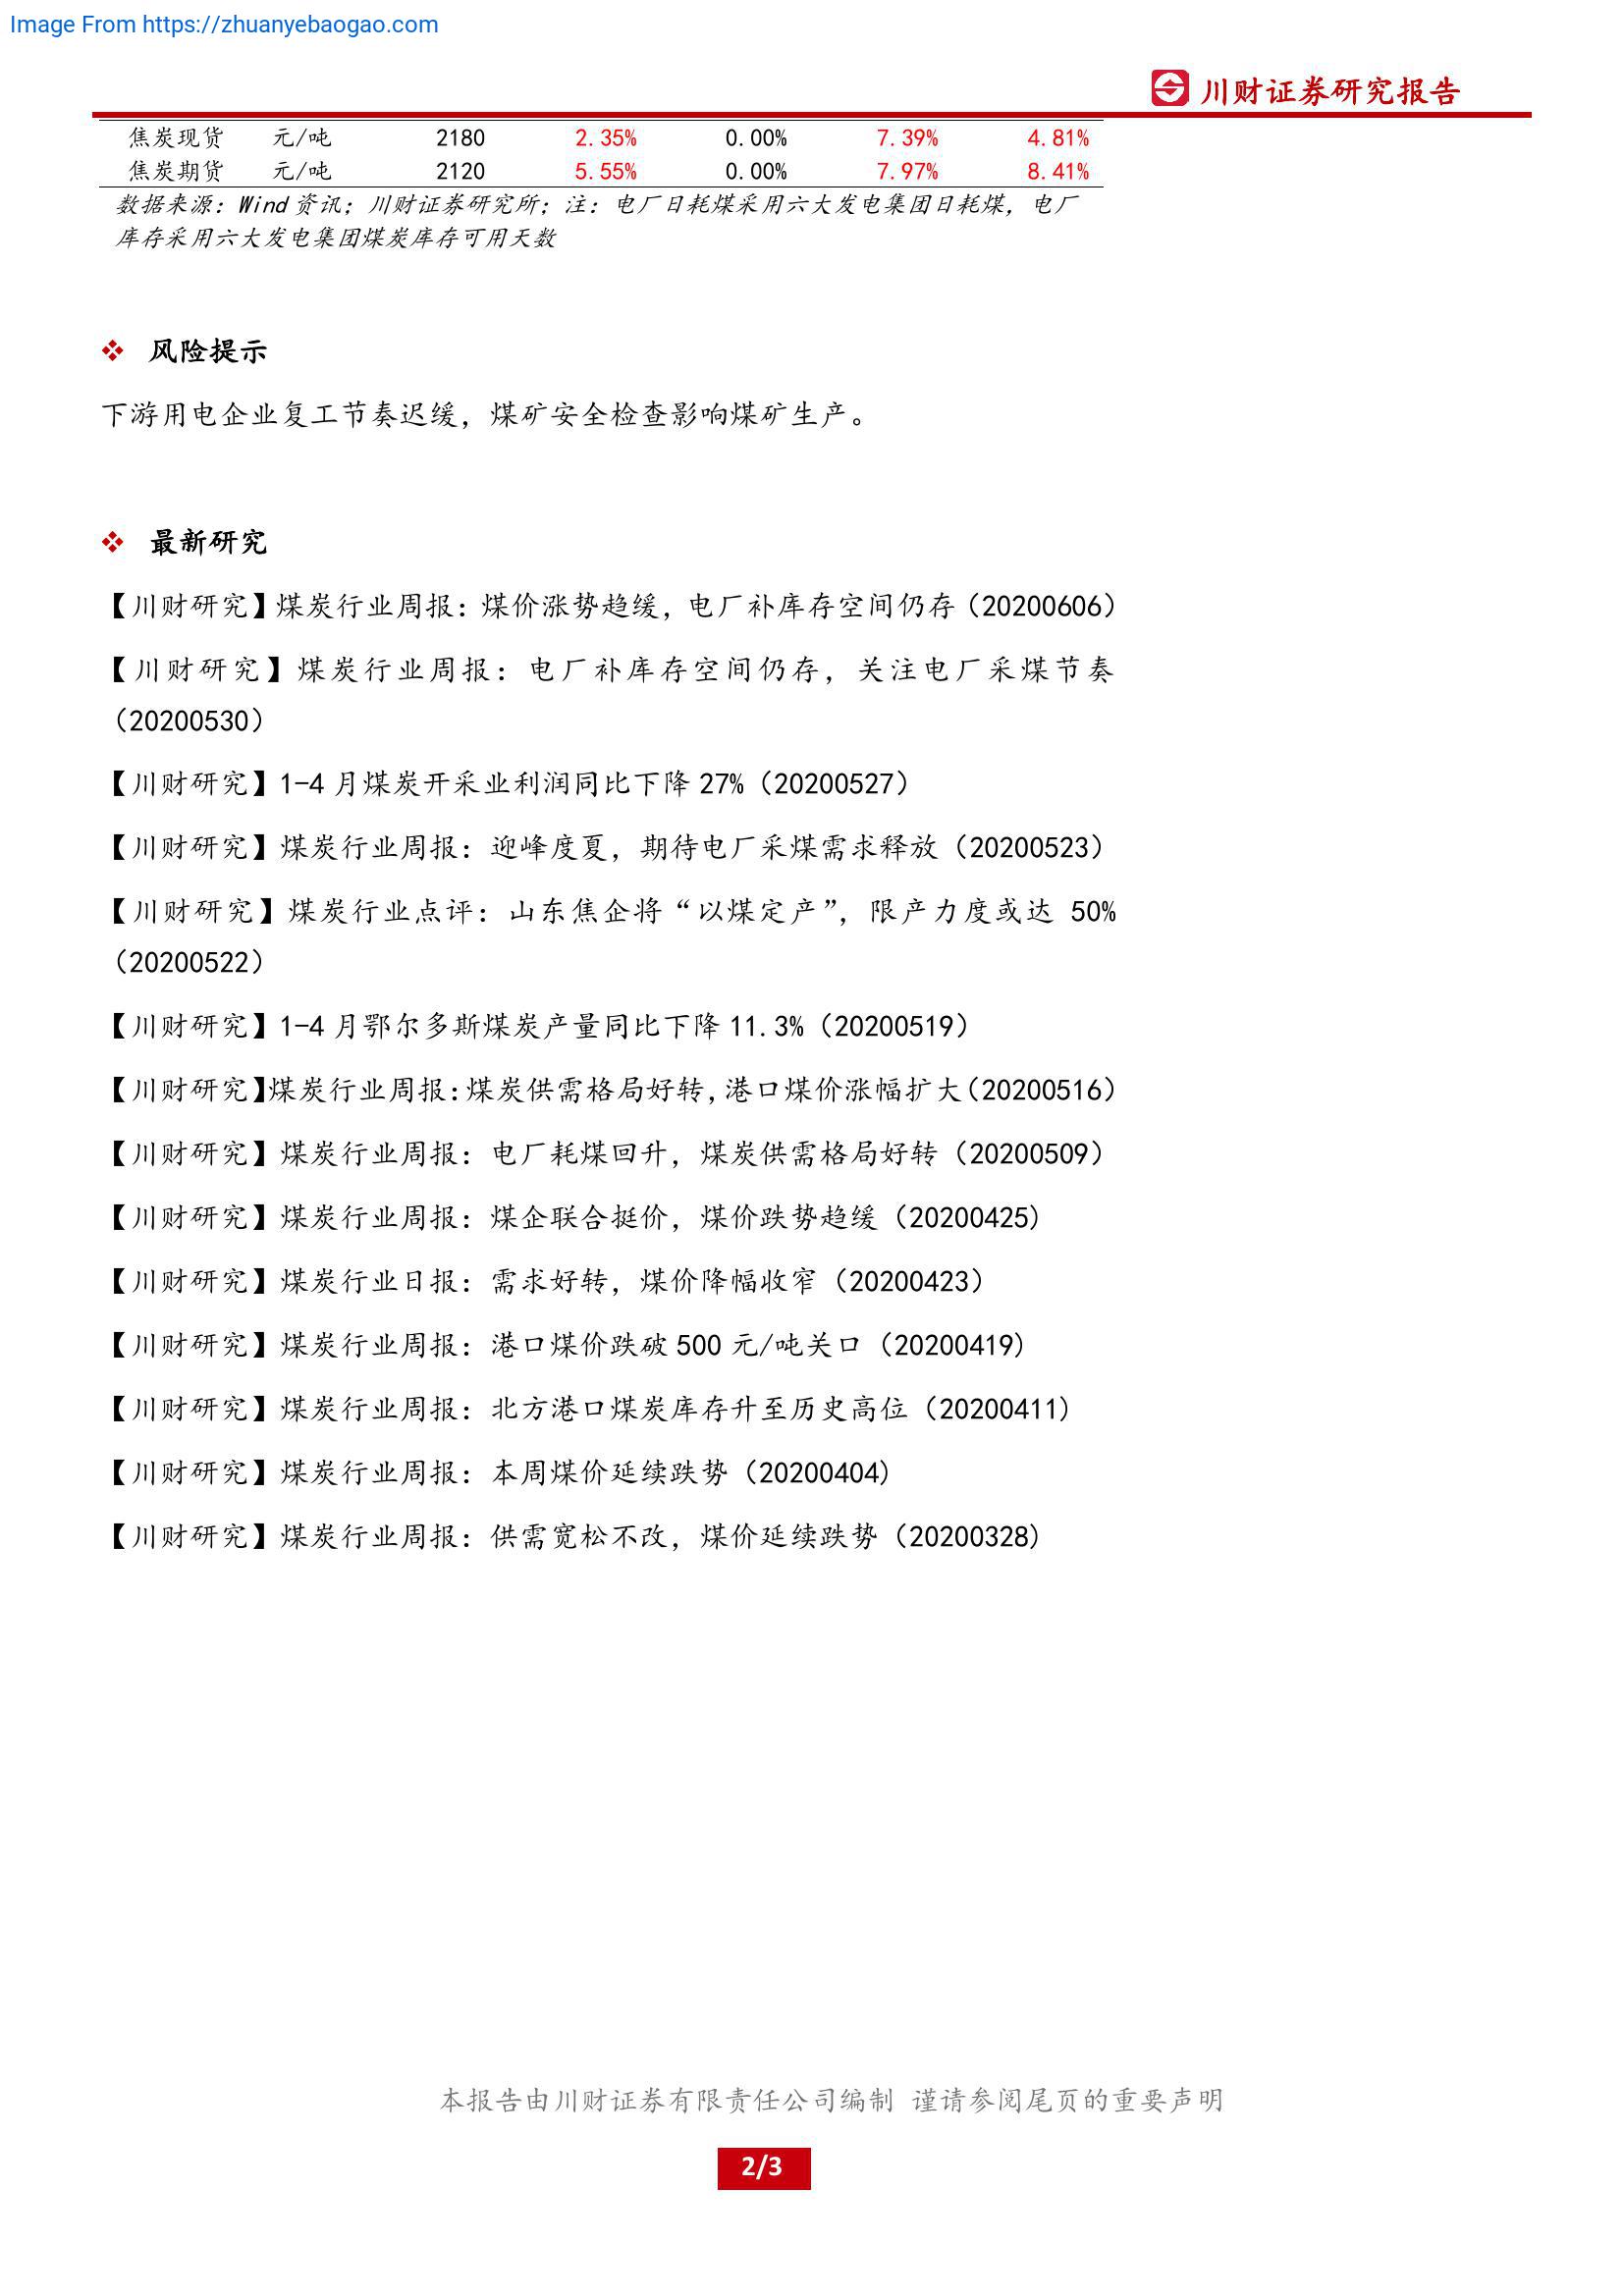 Image From https://zhuanyebaogao.com
川财证券研究报告
焦炭现货 元/吨 2180 2.35% 0.00% 7.39% 4.81%
焦炭期货 元/吨 2120 5.55% 0.00% 7.97% 8.41%
数据来源：Wind 资讯；川财证券研究所；注：电厂日耗煤采用六大发电集团日耗煤，电厂
库存采用六大发电集团煤炭库存可用天数
❖ 风险提示
下游用电企业复工节奏迟缓，煤矿安全检查影响煤矿生产。
❖ 最新研究
【川财研究】煤炭行业周报：煤价涨势趋缓，电厂补库存空间仍存（20200606）
【川财研究】煤炭行业周报：电厂补库存空间仍存，关注电厂采煤节奏
（20200530）
【川财研究】1-4 月煤炭开采业利润同比下降 27%（20200527）
【川财研究】煤炭行业周报：迎峰度夏，期待电厂采煤需求释放（20200523）
【川财研究】煤炭行业点评：山东焦企将“以煤定产”，限产力度或达 50%
（20200522）
【川财研究】1-4 月鄂尔多斯煤炭产量同比下降 11.3%（20200519）
【川财研究】煤炭行业周报：煤炭供需格局好转，港口煤价涨幅扩大（20200516）
【川财研究】煤炭行业周报：电厂耗煤回升，煤炭供需格局好转（20200509）
【川财研究】煤炭行业周报：煤企联合挺价，煤价跌势趋缓（20200425)
【川财研究】煤炭行业日报：需求好转，煤价降幅收窄（20200423）
【川财研究】煤炭行业周报：港口煤价跌破 500 元/吨关口（20200419)
【川财研究】煤炭行业周报：北方港口煤炭库存升至历史高位（20200411)
【川财研究】煤炭行业周报：本周煤价延续跌势（20200404)
【川财研究】煤炭行业周报：供需宽松不改，煤价延续跌势（20200328)
本报告由川财证券有限责任公司编制 谨请参阅尾页的重要声明
2/3